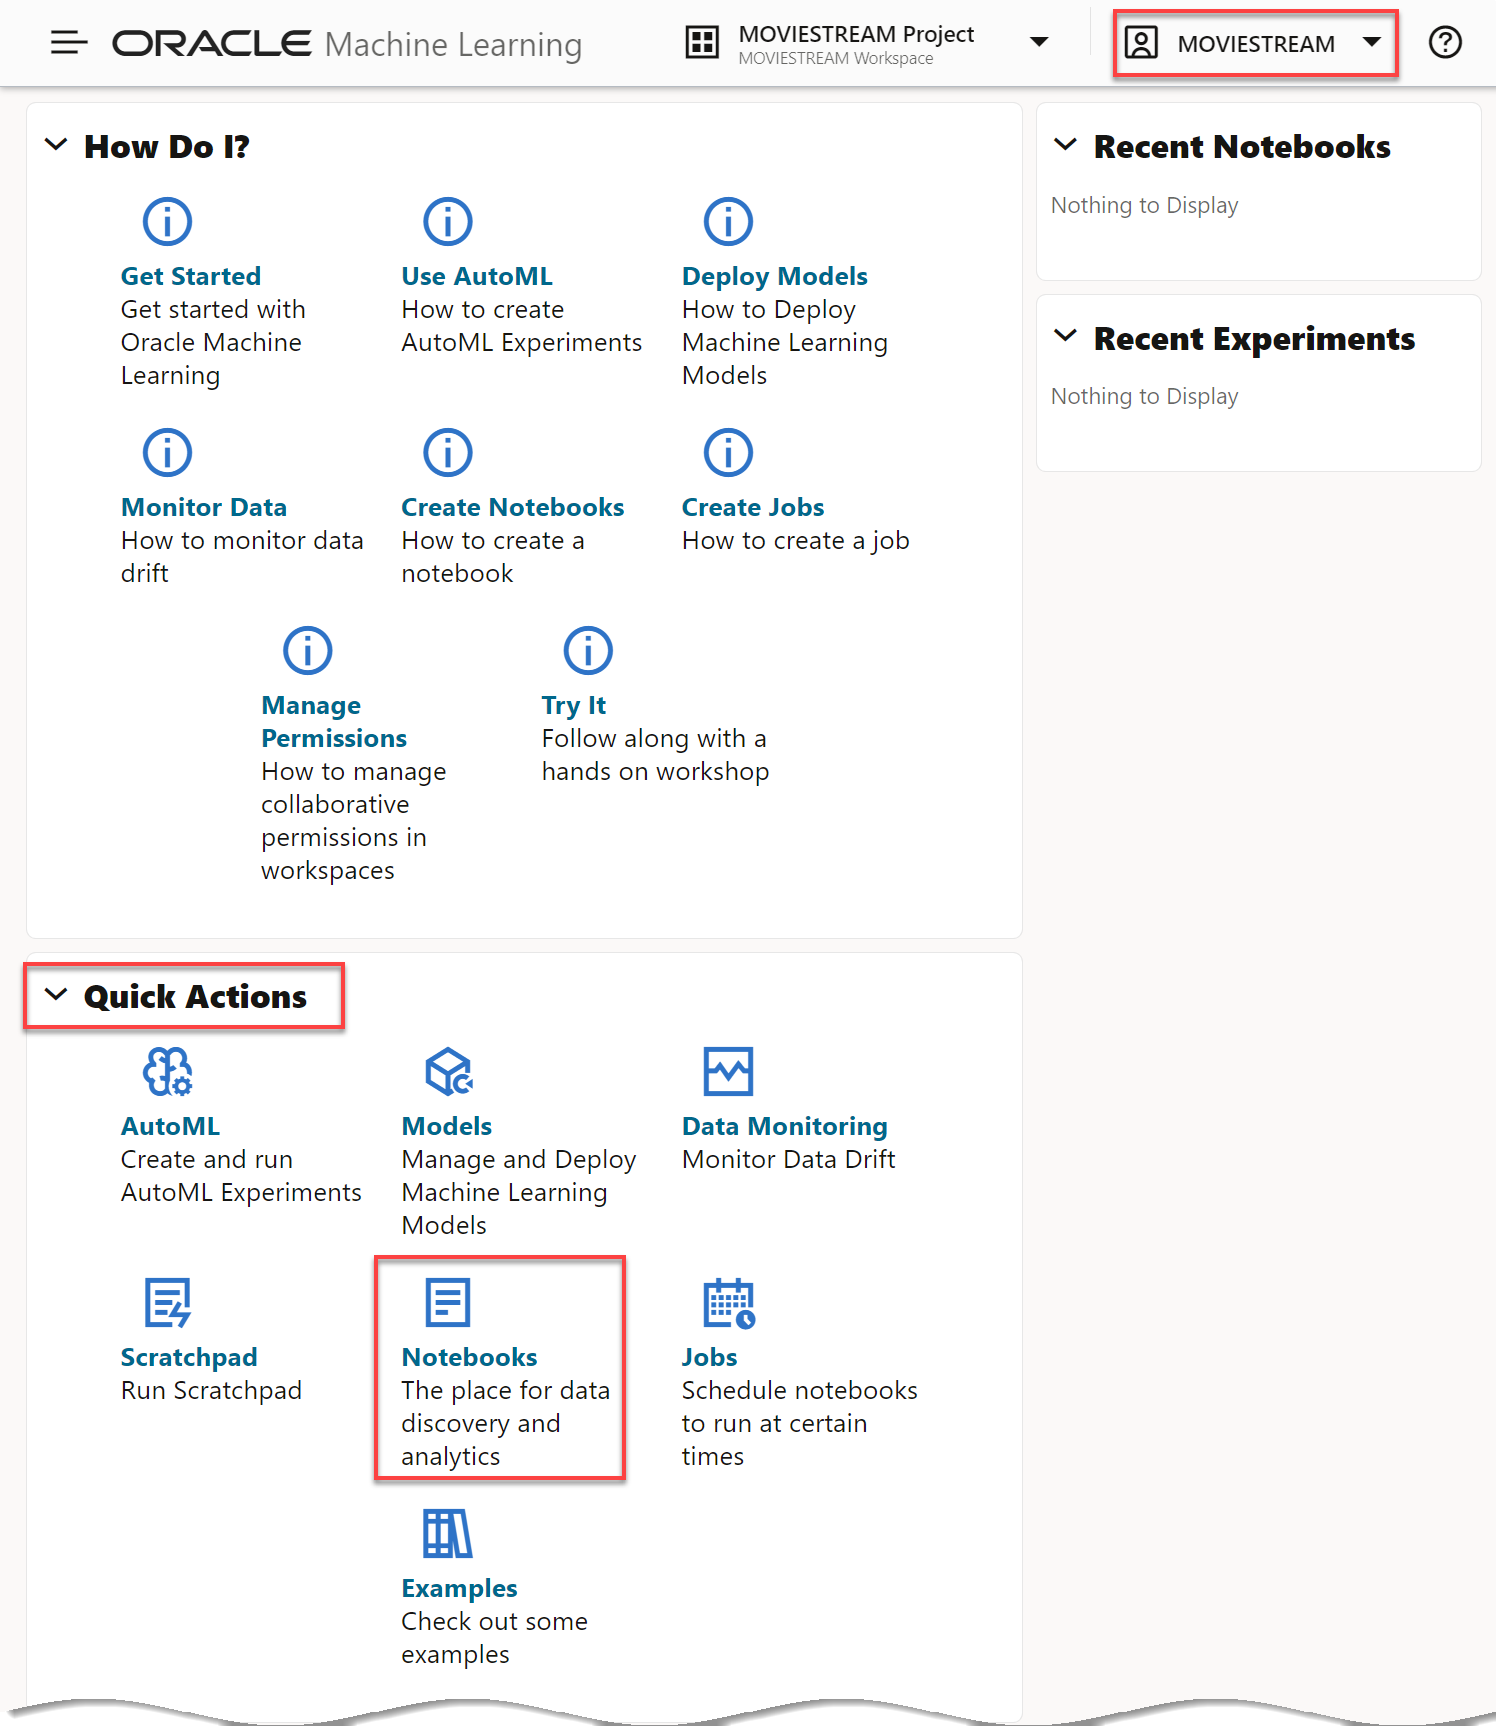 ORACLE Machine Learning
MOVIESTREAM Project
MOVIESTREAM Workspace
MOVIESTREAM
?
How Do I?
Get Started
Get started with
Oracle Machine
Learning
Use AutoML
How to create
AutoML Experiments
Deploy Models
How to Deploy
Machine Learning
Models
Monitor Data
How to monitor data
drift
Create Notebooks
How to create a
notebook
Create Jobs
How to create a job
Manage
Permissions
How to manage
collaborative
permissions in
workspaces
Try It
Follow along with a
hands on workshop
Quick Actions
AutoML
Create and run
AutoML Experiments
Models
Manage and Deploy
Machine Learning
Models
Data Monitoring
Monitor Data Drift
Scratchpad
Run Scratchpad
Notebooks
The place for data
discovery and
analytics
Jobs
Schedule notebooks
to run at certain
times
Examples
Check out some
examples
Recent Notebooks
Nothing to Display
Recent Experiments
Nothing to Display